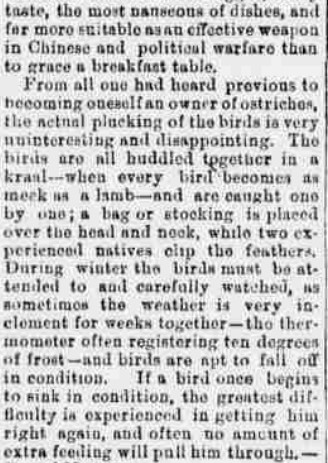 taste, the most nauseous of dishes, and
far more suitable as an effective weapon
in Chinese and political warfare than
to grace a breakfast table.
From all one had heard previous to
becoming oneself an owner of ostriches,
the actual plucking of the birds is very
uninteresting and disappointing. The
birds are all huddled together in a
kraal—when every bird becomes as
meek as a lamb—and are caught one
by one; a bag or stocking is placed
over the head and neck, while two ex-
perienced natives clip the feathers.
During winter the birds must be at-
tended to and carefully watched, as
sometimes the weather is very in-
clement for weeks together—the ther-
mometer often registering ten degrees
of frost—and birds are apt to fall off
in condition. If a bird once begins
to sink in condition, the greatest dif-
ficulty is experienced in getting him
right again, and often no amount of
extra feeding will pull him through.—